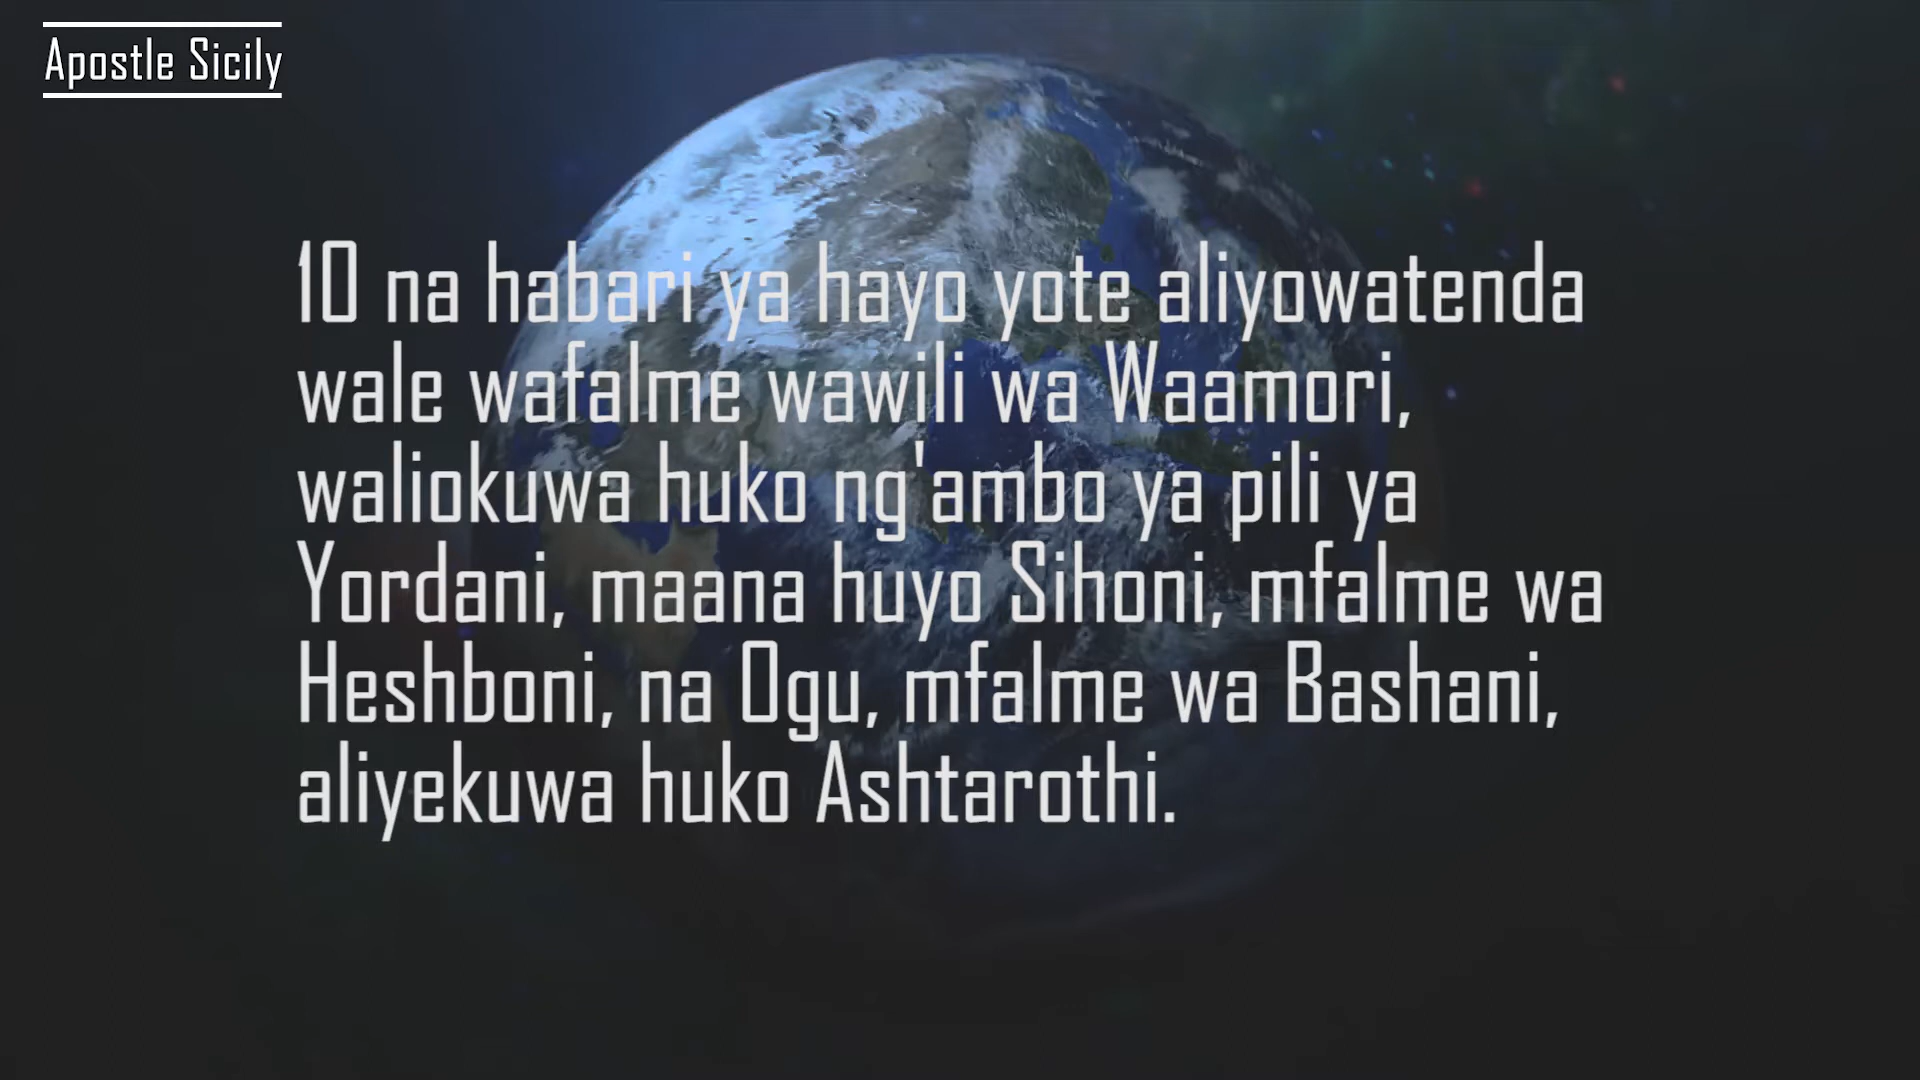 Apostle Sicily
10 na habari ya hayo yote aliyowatenda
wale wafalme wawili wa Waamori,
waliokuwa huko ng'ambo ya pili ya
Yordani, maana huyo Sihoni, mfalme wa
Heshboni, na Ogu, mfalme wa Bashani,
aliyekuwa huko Ashtarothi.